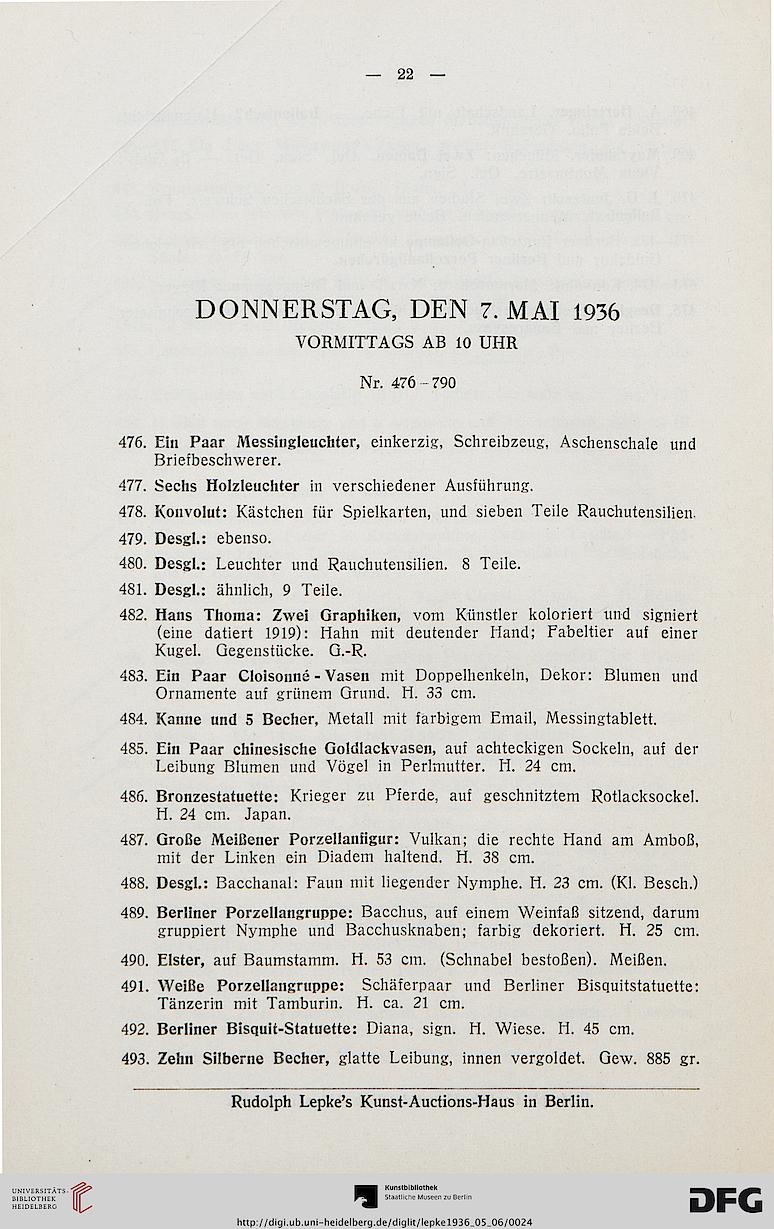 — 22 —
DONNERSTAG, DEN 7. MAI 1936
VORMITTAGS AB 10 UHR
Nr. 476–790
476. Ein Paar Messingleuchter, einkerzig, Schreibzeug, Aschenschale und
Briefbeschwerer.
477. Sechs Holzleuchter in verschiedener Ausführung.
478. Konvolut: Kästchen für Spielkarten, und sieben Teile Rauchutensilien.
479. Desgl.: ebenso.
480. Desgl.: Leuchter und Rauchutensilien. 8 Teile.
481. Desgl.: ähnlich, 9 Teile.
482. Hans Thoma: Zwei Graphiken, vom Künstler koloriert und signiert
(eine datiert 1919): Hahn mit deutender Hand; Fabeltier auf einer
Kugel. Gegenstücke. G.-R.
483. Ein Paar Cloisonné-Vasen mit Doppelhenkeln, Dekor: Blumen und
Ornamente auf grünem Grund. H. 33 cm.
484. Kanne und 5 Becher, Metall mit farbigem Email, Messingtablett.
485. Ein Paar chinesische Goldlackvasen, auf achteckigen Sockeln, auf der
Leibung Blumen und Vögel in Perlmutter. H. 24 cm.
486. Bronzestatuette: Krieger zu Pferde, auf geschnitztem Rotlacksockel.
H. 24 cm. Japan.
487. Große Meißener Porzellanfigur: Vulkan; die rechte Hand am Amboß,
mit der Linken ein Diadem haltend. H. 38 cm.
488. Desgl.: Bacchanal: Faun mit liegender Nymphe. H. 23 cm. (Kl. Besch.)
489. Berliner Porzellangruppe: Bacchus, auf einem Weinfaß sitzend, darum
gruppiert Nymphe und Bacchusknaben; farbig dekoriert. H. 25 cm.
490. Elster, auf Baumstamm. H. 53 cm. (Schnabel bestoßen). Meißen.
491. Weiße Porzellangruppe: Schäferpaar und Berliner Bisquitstatuette:
Tänzerin mit Tamburin. H. ca. 21 cm.
492. Berliner Bisquit-Statuette: Diana, sign. H. Wiese. H. 45 cm.
493. Zehn Silberne Becher, glatte Leibung, innen vergoldet. Gew. 885 gr.
Rudolph Lepke's Kunst-Auctions-Haus in Berlin.
UNIVERSITÄTS-
BIBLIOTHEK
HEIDELBERG
Kunstbibliothek
Staatliche Museen zu Berlin
DFG
http://digi.ub.uni-heidelberg.de/diglit/lepke1936_05_06/0024